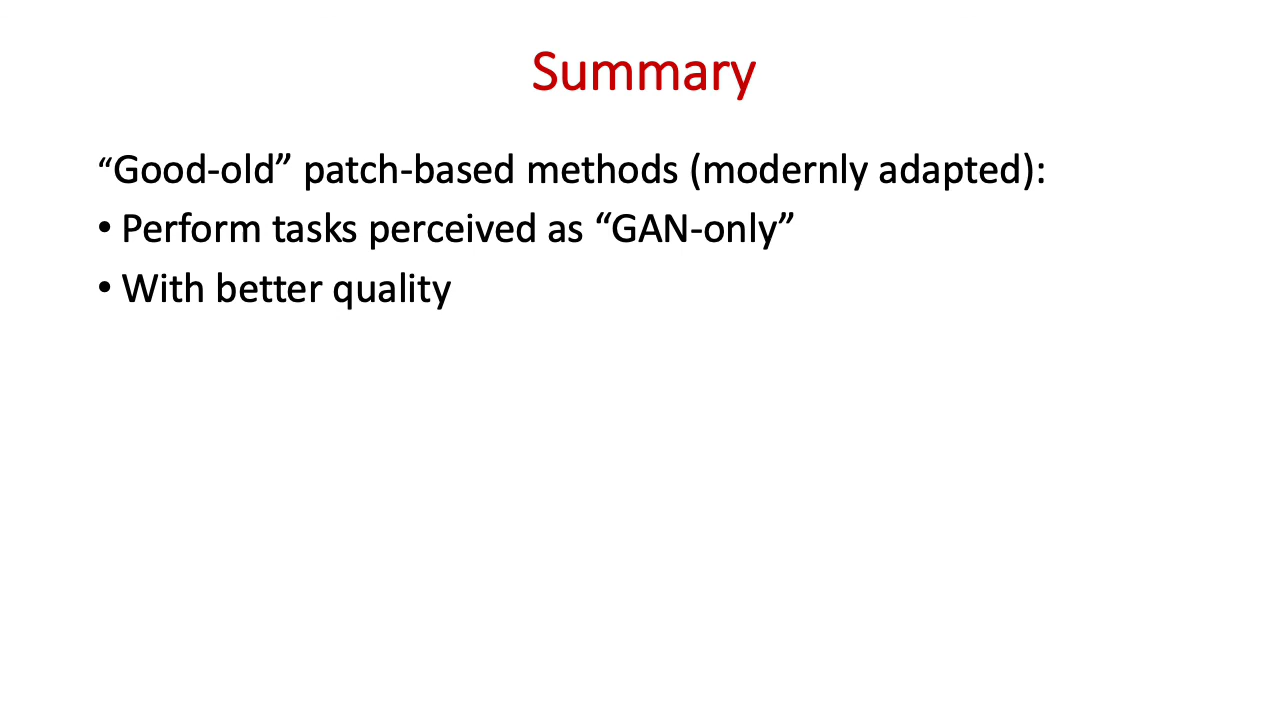 Summary
“Good-old” patch-based methods (modernly adapted):
• Perform tasks perceived as “GAN-only”
• With better quality